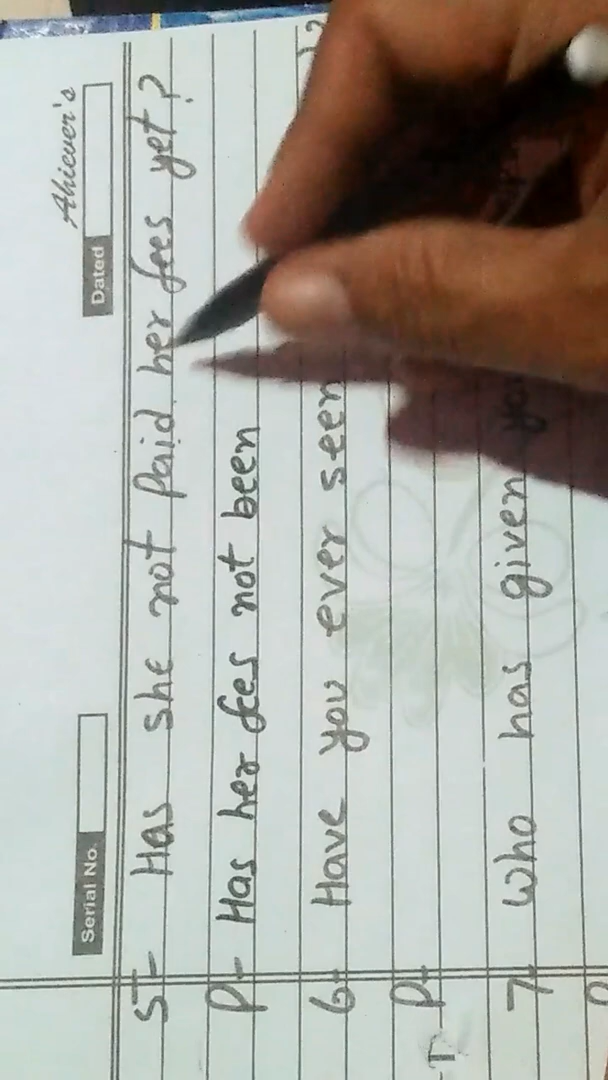 Ahiever's
Serial No.
Dated
5- Has she not Paid her fees yet?
P- Has her fees not been
6- Have you ever seen
P-
7- Who has given